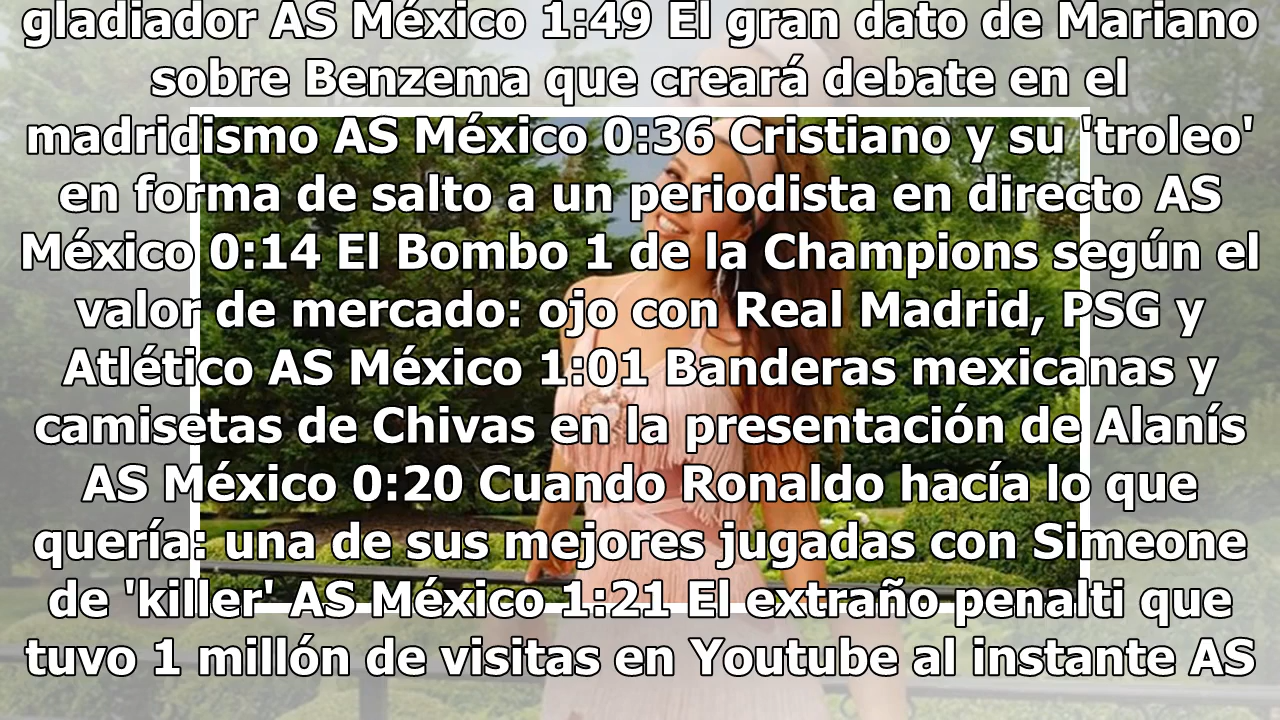 gladiador AS México 1:49 El gran dato de Mariano
sobre Benzema que creará debate en el
madridismo AS México 0:36 Cristiano y su 'troleo'
en forma de salto a un periodista en directo AS
México 0:14 El Bombo 1 de la Champions según el
valor de mercado: ojo con Real Madrid, PSG y
Atlético AS México 1:01 Banderas mexicanas y
camisetas de Chivas en la presentación de Alanís
AS México 0:20 Cuando Ronaldo hacía lo que
quería: una de sus mejores jugadas con Simeone
de 'killer' AS México 1:21 El extraño penalti que
tuvo 1 millón de visitas en Youtube al instante AS